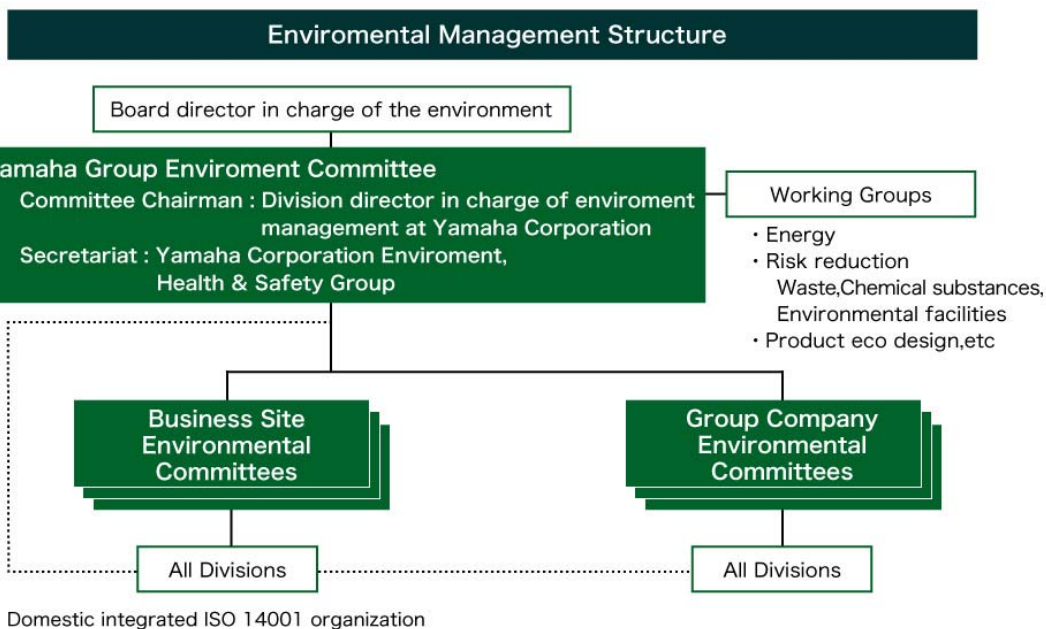 Enviromental Management Structure
Board director in charge of the environment
amaha Group Enviroment Committee
Committee Chairman : Division director in charge of enviroment
management at Yamaha Corporation
Secretariat : Yamaha Corporation Enviroment,
Health & Safety Group
Working Groups
・Energy
・Risk reduction
Waste,Chemical substances,
Environmental facilities
・Product eco design,etc
Business Site
Environmental
Committees
Group Company
Environmental
Committees
All Divisions
All Divisions
Domestic integrated ISO 14001 organization